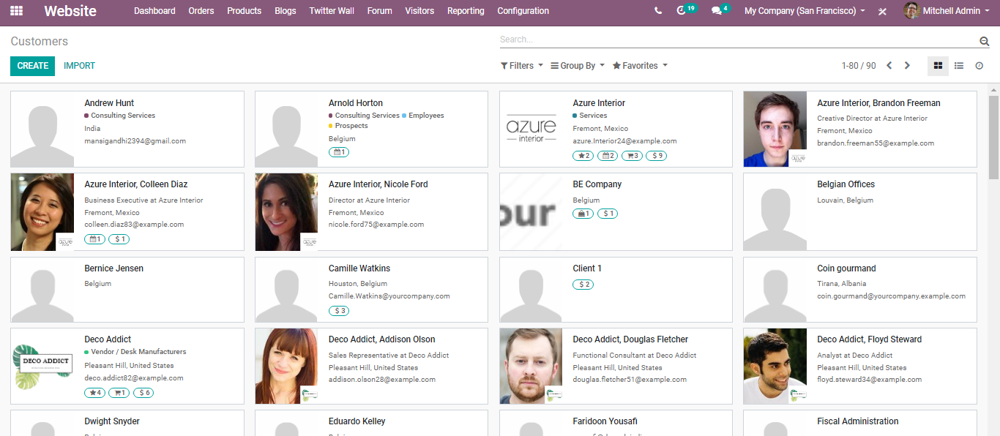 Website Dashboard Orders Products Blogs Twitter Wall Forum Visitors Reporting Configuration 19 4 My Company (San Francisco) Mitchell Admin
Customers
Search...
CREATE IMPORT
Filters Group By Favorites
1-80 / 90
Andrew Hunt
Consulting Services
India
mansigandhi2394@gmail.com
Arnold Horton
Consulting Services Employees
Prospects
Belgium
1
azure
interior
Azure Interior
Services
Fremont, Mexico
azure.Interior24@example.com
2 2 3 $ 9
Azure Interior, Brandon Freeman
Creative Director at Azure Interior
Fremont, Mexico
brandon.freeman55@example.com
azure
Azure Interior, Colleen Diaz
Business Executive at Azure Interior
Fremont, Mexico
colleen.diaz83@example.com
1 $ 1
azure
Azure Interior, Nicole Ford
Director at Azure Interior
Fremont, Mexico
nicole.ford75@example.com
azure
our
BE Company
Belgium
1 $ 1
Belgian Offices
Louvain, Belgium
Bernice Jensen
Belgium
Camille Watkins
Houston, Belgium
Camille.Watkins@yourcompany.com
$ 3
Client 1
$ 2
Coin gourmand
Tirana, Albania
coin.gourmand@yourcompany.example.com
DECO ADDICT
Deco Addict
Vendor / Desk Manufacturers
Pleasant Hill, United States
deco.addict82@example.com
4 1 $ 6
Deco Addict, Addison Olson
Sales Representative at Deco Addict
Pleasant Hill, United States
addison.olson28@example.com
Deco Addict, Douglas Fletcher
Functional Consultant at Deco Addict
Pleasant Hill, United States
douglas.fletcher51@example.com
Deco Addict, Floyd Steward
Analyst at Deco Addict
Pleasant Hill, United States
floyd.steward34@example.com
Dwight Snyder
Eduardo Kelley
Faridoon Yousafi
Fiscal Administration